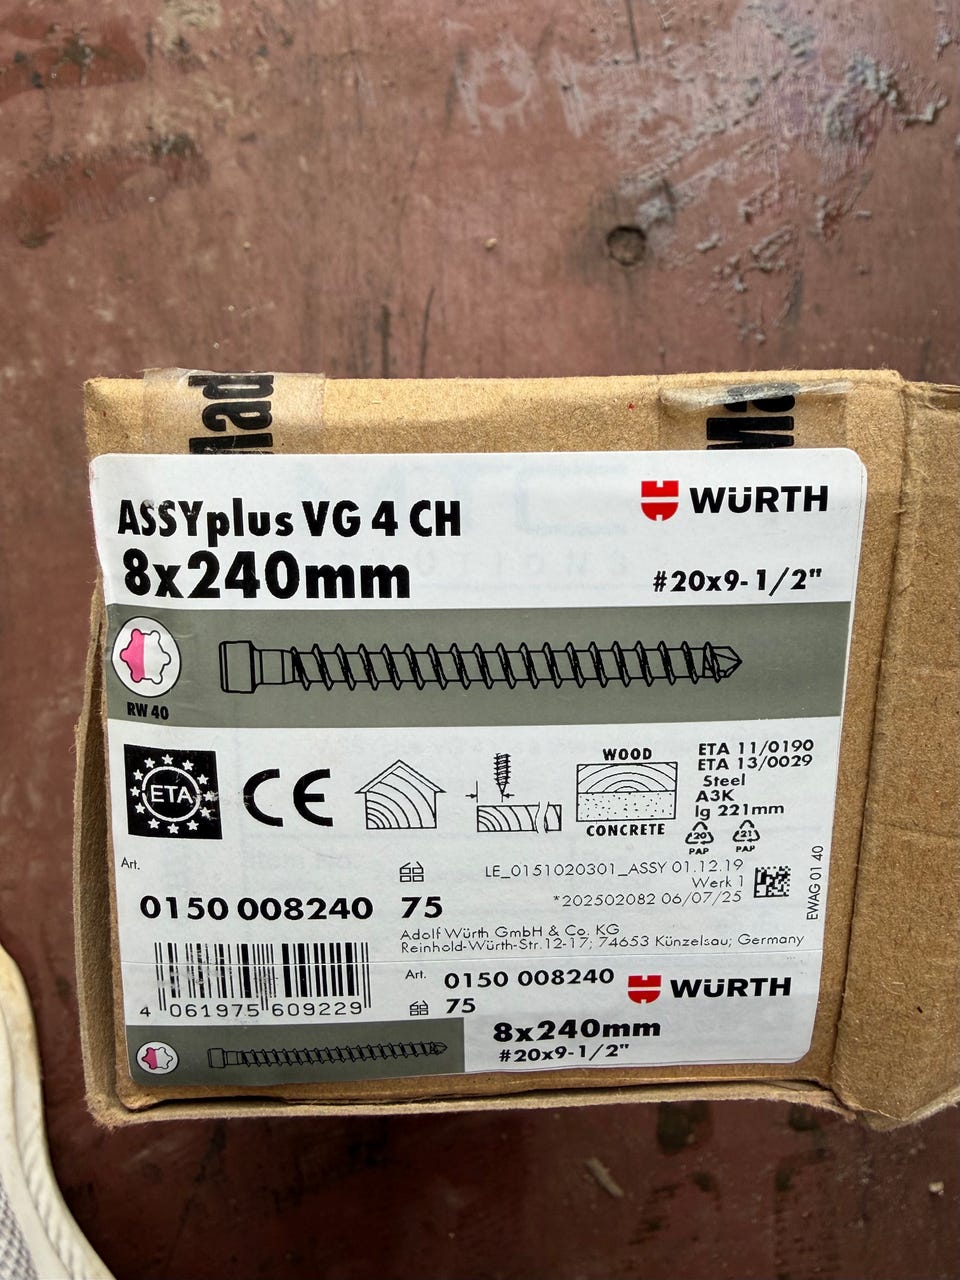 Mad
Ma
ASSYplus VG 4 CH
WÜRTH
8x240mm
#20x9-1/2"
RW 40
ETA
CE
WOOD
CONCRETE
ETA 11/0190
ETA 13/0029
Steel
A3K
lg 221mm
20
PAP
21
PAP
Art.
LE_0151020301_ASSY 01.12.19
Werk 1
*202502082 06/07/25
EWAG 01 40
0150 008240 75
Adolf Würth GmbH & Co. KG
Reinhold-Würth-Str.12-17; 74653 Künzelsau; Germany
4 061975 609229
Art. 0150 008240
75
WÜRTH
8x240mm
#20x9-1/2"